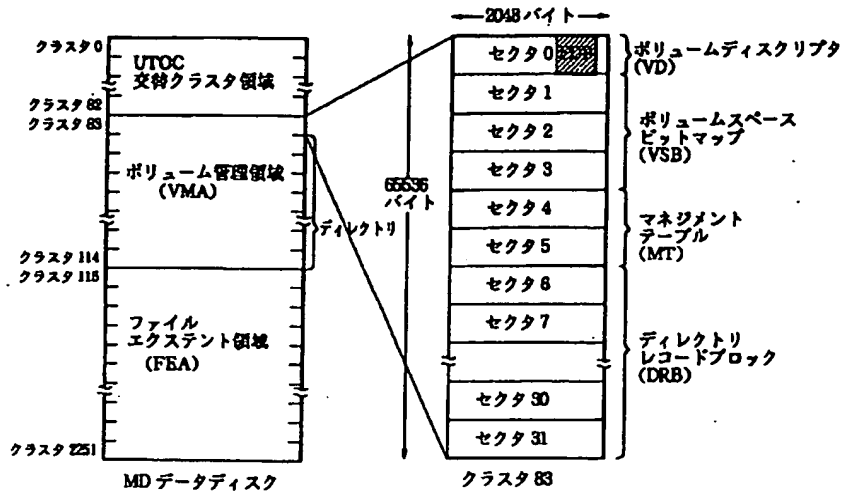 クラスタ0
UTOC
交替クラスタ領域
クラスタ82
クラスタ83
ボリューム管理領域
(VMA)
ディレクトリ
クラスタ114
クラスタ115
ファイル
エクステント領域
(FEA)
クラスタ2251
MDデータディスク
2048バイト
65536
バイト
セクタ0
セクタ1
セクタ2
セクタ3
セクタ4
セクタ5
セクタ6
セクタ7
セクタ30
セクタ31
クラスタ83
ボリュームディスクリプタ
(VD)
ボリュームスペース
ビットマップ
(VSB)
マネジメント
テーブル
(MT)
ディレクトリ
レコードブロック
(DRB)